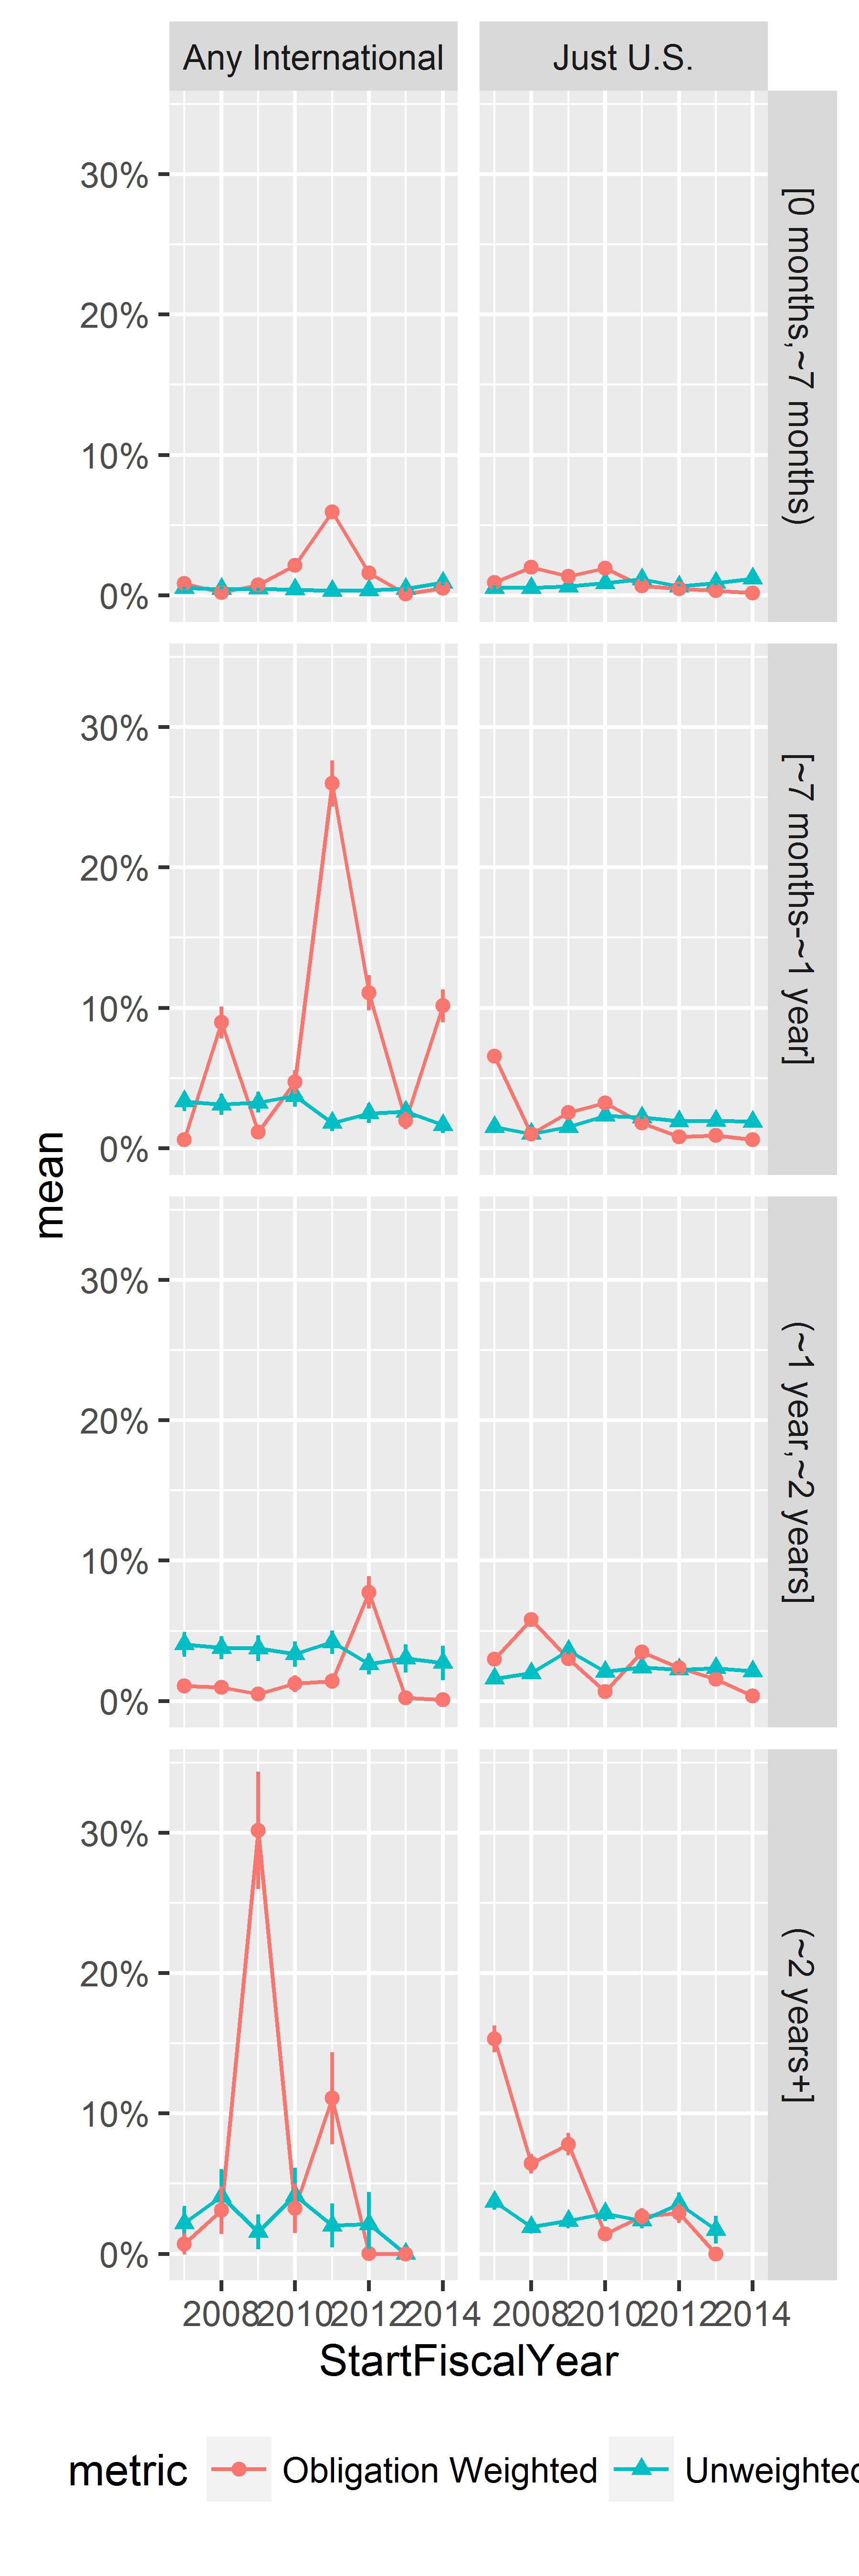 Any International
Just U.S.
30%
20%
10%
0%
[0 months,~7 months)
30%
20%
10%
0%
[~7 months-~1 year]
30%
20%
10%
0%
(~1 year,~2 years]
30%
20%
10%
0%
(~2 years+]
mean
2008 2010 2012 2014
2008 2010 2012 2014
StartFiscalYear
metric
Obligation Weighted
Unweighted